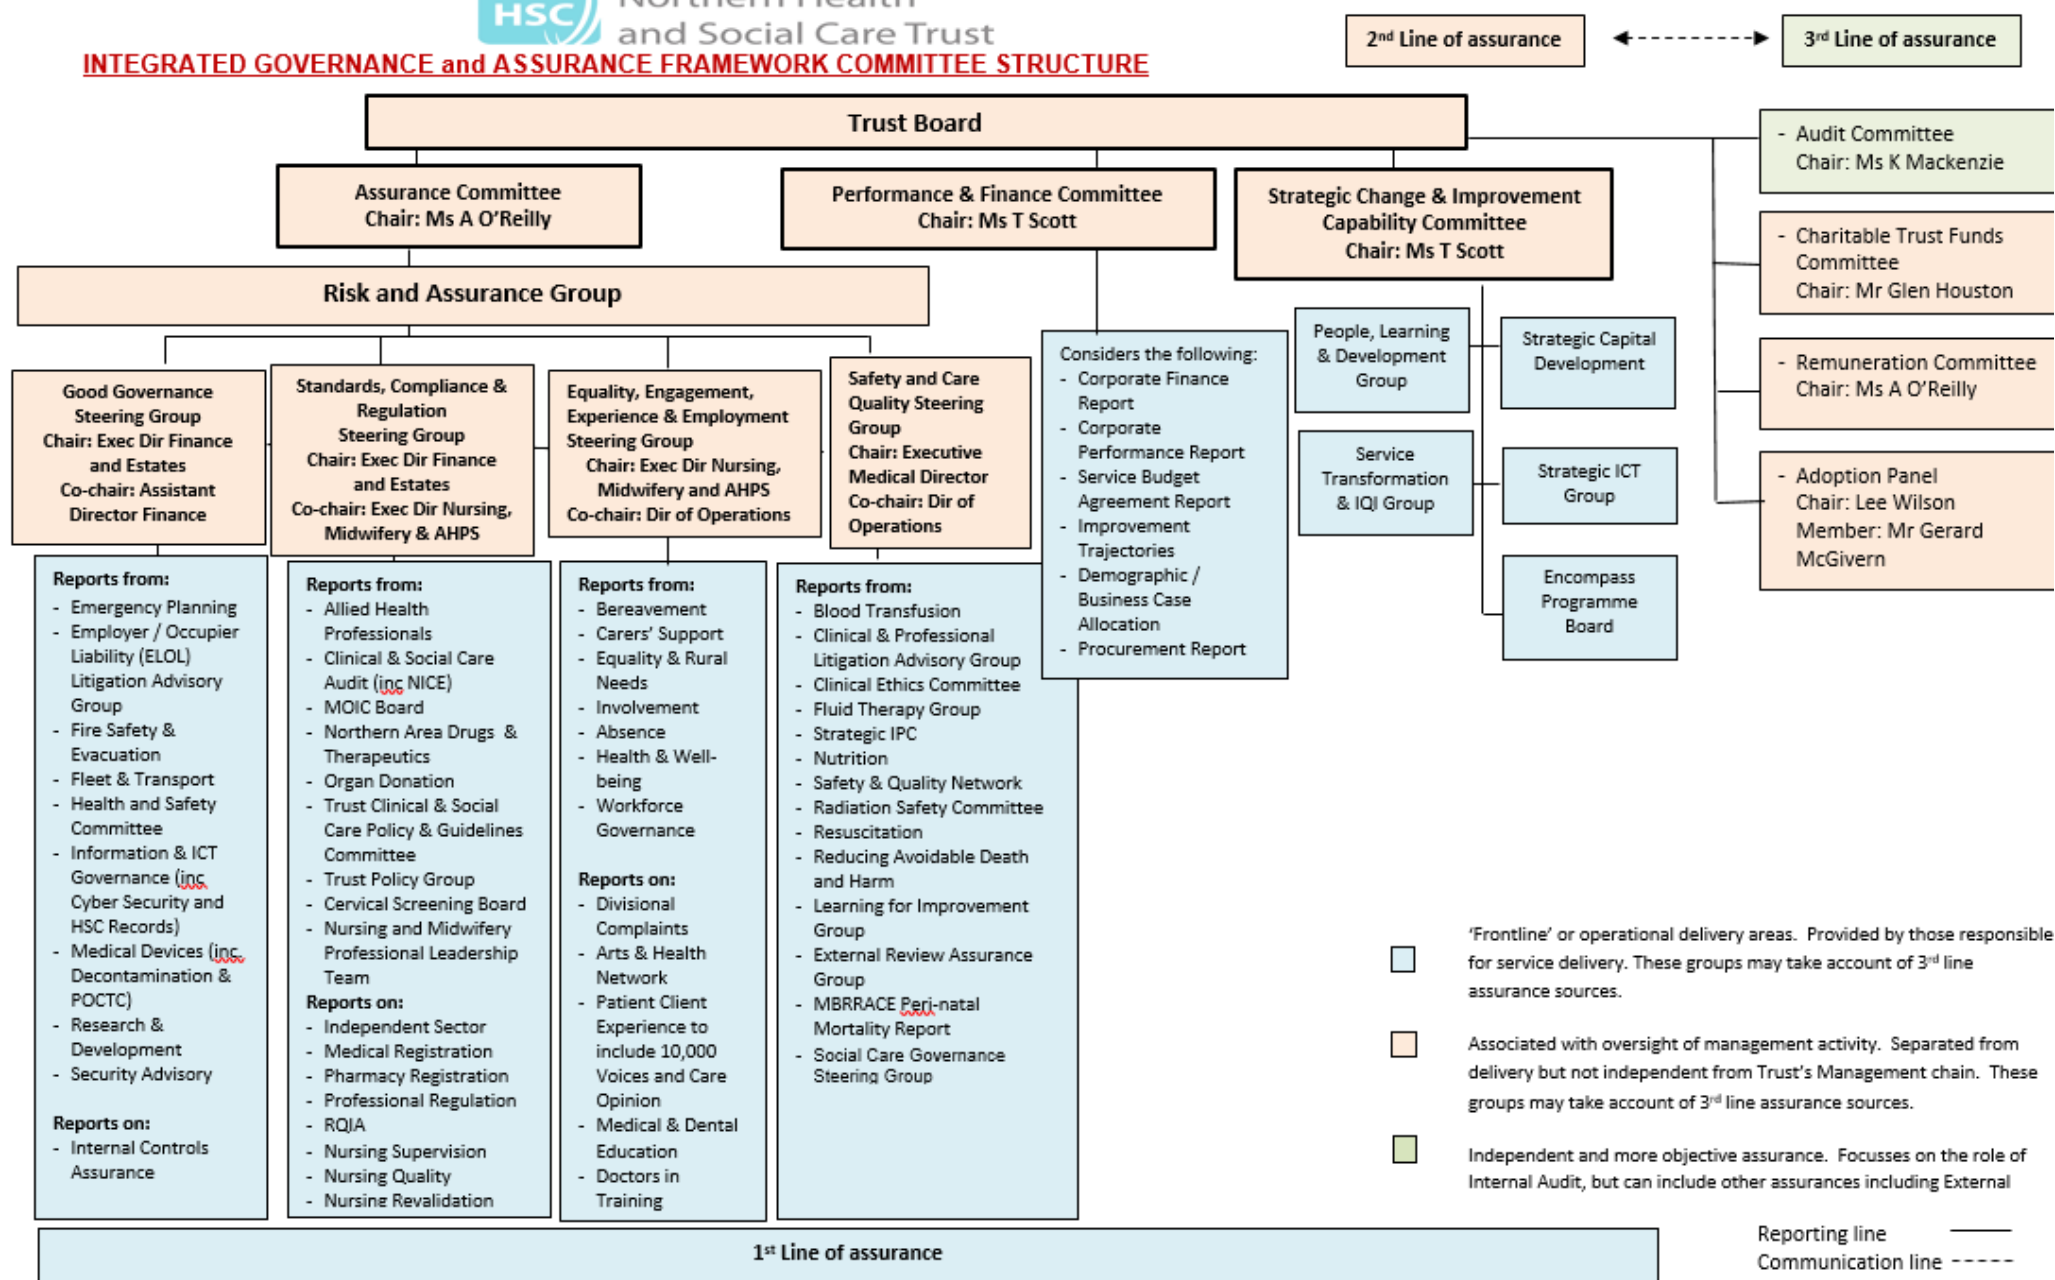 HSC
Northern Health
and Social Care Trust
INTEGRATED GOVERNANCE and ASSURANCE FRAMEWORK COMMITTEE STRUCTURE
2nd Line of assurance
3rd Line of assurance
Trust Board
Assurance Committee
Chair: Ms A O'Reilly
Performance & Finance Committee
Chair: Ms T Scott
Strategic Change & Improvement
Capability Committee
Chair: Ms T Scott
- Audit Committee
Chair: Ms K Mackenzie
- Charitable Trust Funds
Committee
Chair: Mr Glen Houston
- Remuneration Committee
Chair: Ms A O'Reilly
- Adoption Panel
Chair: Lee Wilson
Member: Mr Gerard
McGivern
Risk and Assurance Group
Good Governance
Steering Group
Chair: Exec Dir Finance
and Estates
Co-chair: Assistant
Director Finance
Standards, Compliance &
Regulation
Steering Group
Chair: Exec Dir Finance
and Estates
Co-chair: Exec Dir Nursing,
Midwifery & AHPS
Equality, Engagement,
Experience & Employment
Steering Group
Chair: Exec Dir Nursing,
Midwifery and AHPS
Co-chair: Dir of Operations
Safety and Care
Quality Steering
Group
Chair: Executive
Medical Director
Co-chair: Dir of
Operations
Considers the following:
- Corporate Finance
Report
- Corporate
Performance Report
- Service Budget
Agreement Report
- Improvement
Trajectories
- Demographic /
Business Case
Allocation
- Procurement Report
People, Learning
& Development
Group
Strategic Capital
Development
Service
Transformation
& IQI Group
Strategic ICT
Group
Encompass
Programme
Board
Reports from:
- Emergency Planning
- Employer / Occupier
Liability (ELOL)
Litigation Advisory
Group
- Fire Safety &
Evacuation
- Fleet & Transport
- Health and Safety
Committee
- Information & ICT
Governance (inc
Cyber Security and
HSC Records)
- Medical Devices (inc.
Decontamination &
POCTC)
- Research &
Development
- Security Advisory
Reports on:
- Internal Controls
Assurance
Reports from:
- Allied Health
Professionals
- Clinical & Social Care
Audit (inc NICE)
- MOIC Board
- Northern Area Drugs &
Therapeutics
- Organ Donation
- Trust Clinical & Social
Care Policy & Guidelines
Committee
- Trust Policy Group
- Cervical Screening Board
- Nursing and Midwifery
Professional Leadership
Team
Reports on:
- Independent Sector
- Medical Registration
- Pharmacy Registration
- Professional Regulation
- RQIA
- Nursing Supervision
- Nursing Quality
- Nursing Revalidation
Reports from:
- Bereavement
- Carers' Support
- Equality & Rural
Needs
- Involvement
- Absence
- Health & Well-
being
- Workforce
Governance
Reports on:
- Divisional
Complaints
- Arts & Health
Network
- Patient Client
Experience to
include 10,000
Voices and Care
Opinion
- Medical & Dental
Education
- Doctors in
Training
Reports from:
- Blood Transfusion
- Clinical & Professional
Litigation Advisory Group
- Clinical Ethics Committee
- Fluid Therapy Group
- Strategic IPC
- Nutrition
- Safety & Quality Network
- Radiation Safety Committee
- Resuscitation
- Reducing Avoidable Death
and Harm
- Learning for Improvement
Group
- External Review Assurance
Group
- MBRRACE Peri-natal
Mortality Report
- Social Care Governance
Steering Group
'Frontline' or operational delivery areas. Provided by those responsible
for service delivery. These groups may take account of 3rd line
assurance sources.
Associated with oversight of management activity. Separated from
delivery but not independent from Trust's Management chain. These
groups may take account of 3rd line assurance sources.
Independent and more objective assurance. Focusses on the role of
Internal Audit, but can include other assurances including External
1st Line of assurance
Reporting line
Communication line